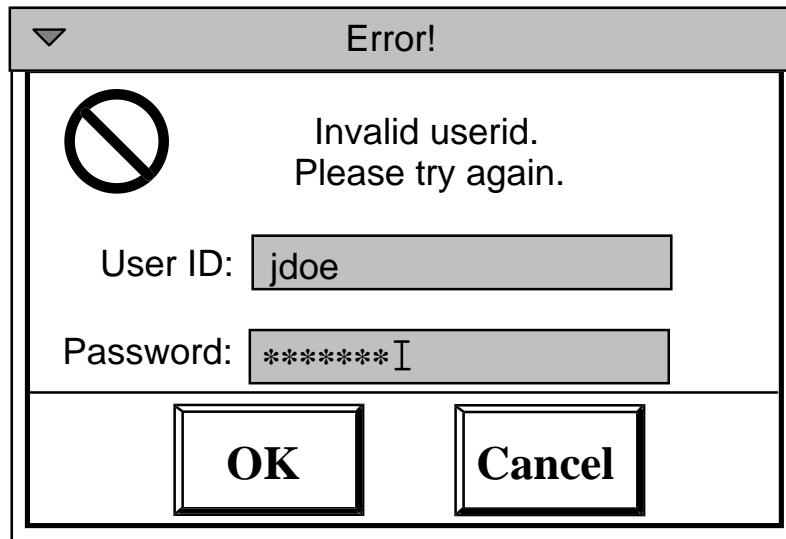 Error!
Invalid userid.
Please try again.
User ID: jdoe
Password: *******
OK Cancel